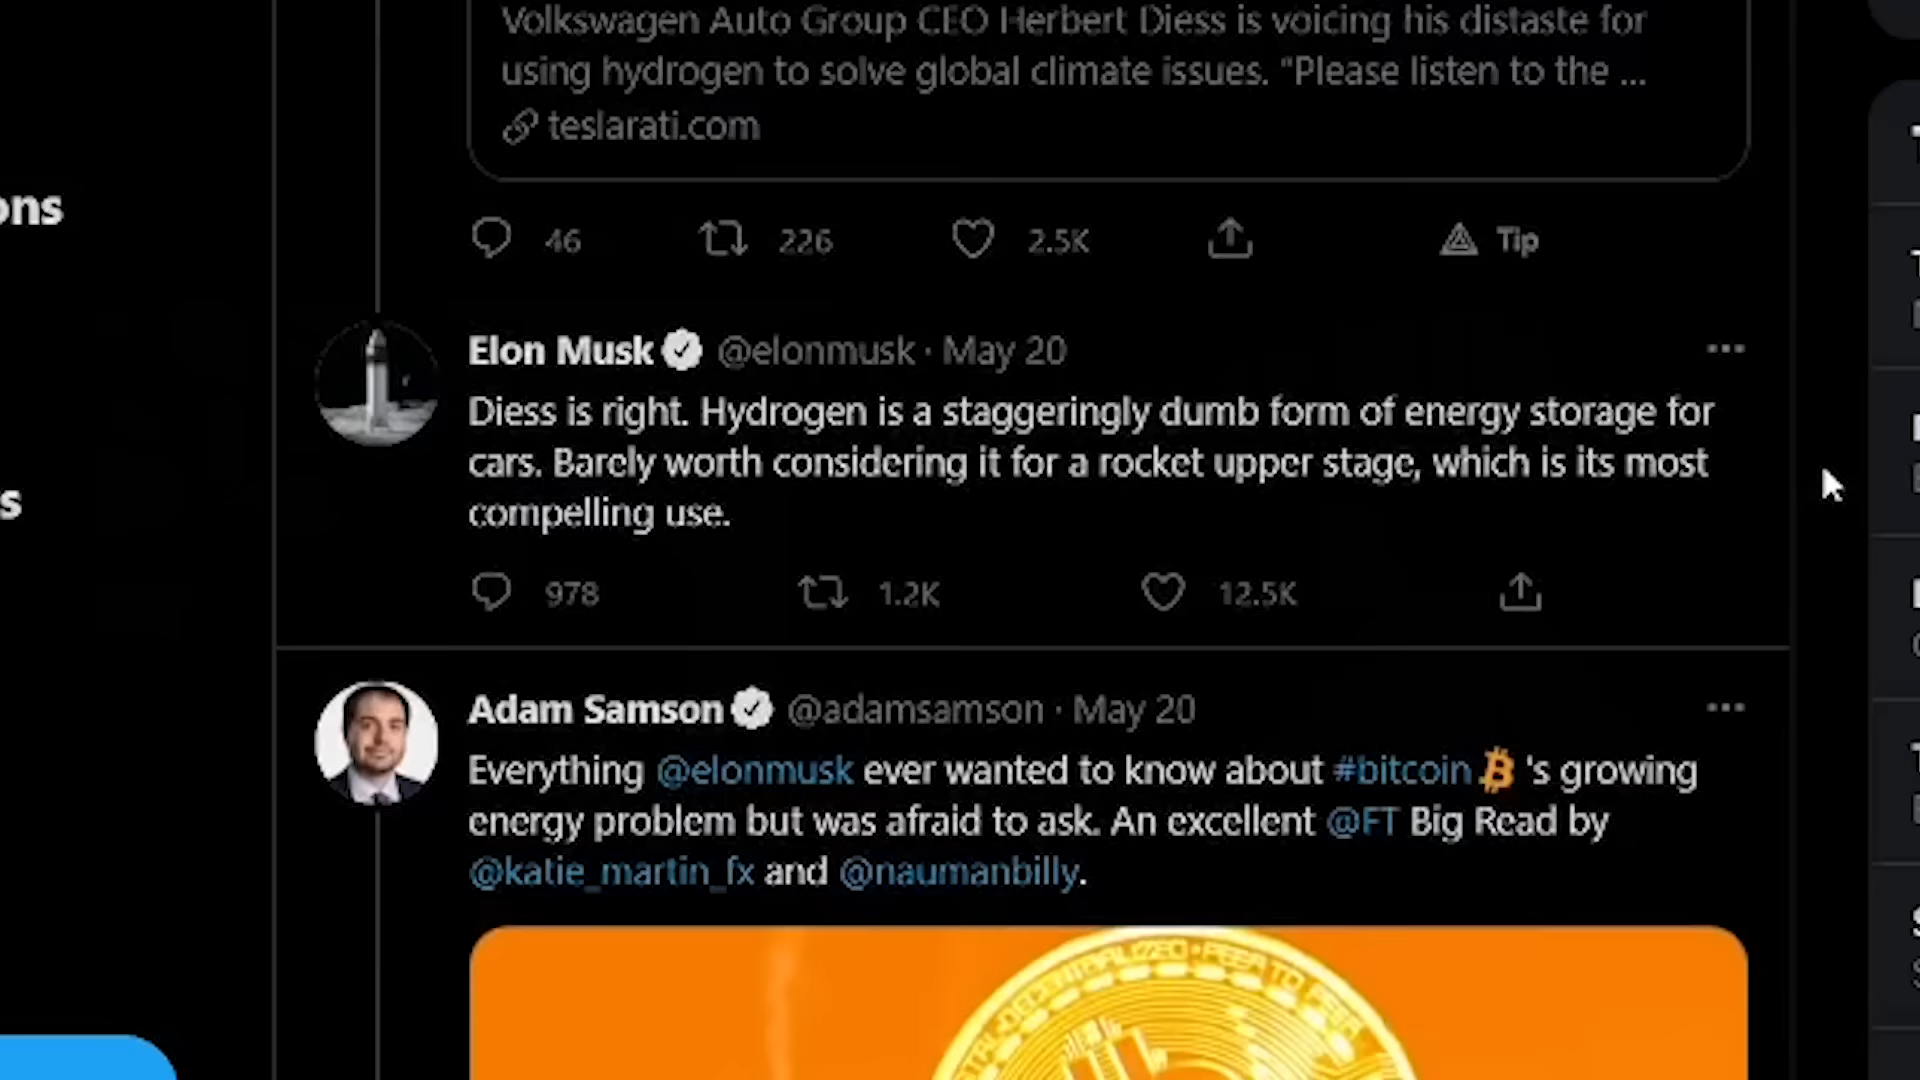 Volkswagen Auto Group CEO Herbert Diess is voicing his distaste for
using hydrogen to solve global climate issues. “Please listen to the ...
teslarati.com
ons
46 226 2.5K Tip
Elon Musk @elonmusk · May 20
Diess is right. Hydrogen is a staggeringly dumb form of energy storage for
cars. Barely worth considering it for a rocket upper stage, which is its most
compelling use.
s
978 1.2K 12.5K
Adam Samson @adamsamson · May 20
Everything @elonmusk ever wanted to know about #bitcoin 's growing
energy problem but was afraid to ask. An excellent @FT Big Read by
@katie_martin_fx and @naumanbilly.
DECENTRALIZED • PEER TO PEER